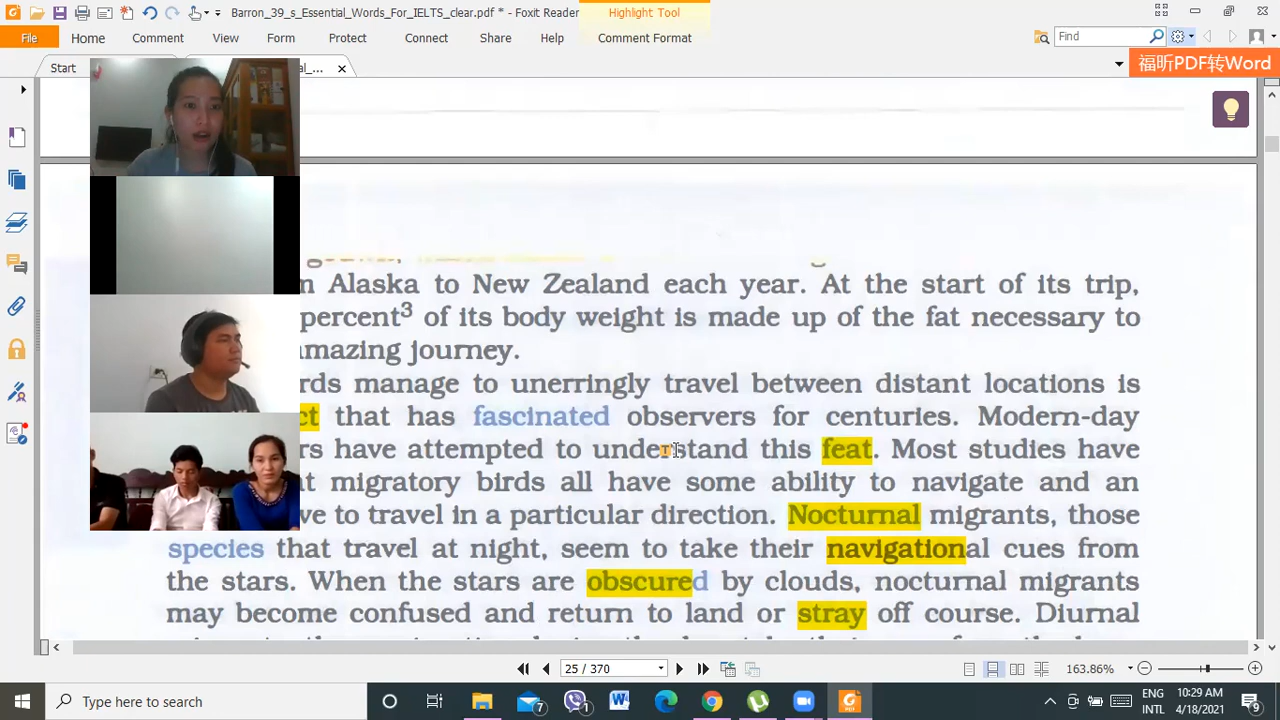 Barron_39_s_Essential_Words_For_IELTS_clear.pdf * - Foxit Reader
Highlight Tool
File
Home
Comment
View
Form
Protect
Connect
Share
Help
Comment Format
Find
Start
al_...
福昕PDF转Word
Alaska to New Zealand each year. At the start of its trip,
percent3 of its body weight is made up of the fat necessary to
amazing journey.
manage to unerringly travel between distant locations is
that has fascinated observers for centuries. Modern-day
have attempted to understand this feat. Most studies have
migratory birds all have some ability to navigate and an
to travel in a particular direction. Nocturnal migrants, those
species that travel at night, seem to take their navigational cues from
the stars. When the stars are obscured by clouds, nocturnal migrants
may become confused and return to land or stray off course. Diurnal
25 / 370
163.86%
Type here to search
7
1
ENG
INTL
10:29 AM
4/18/2021
9